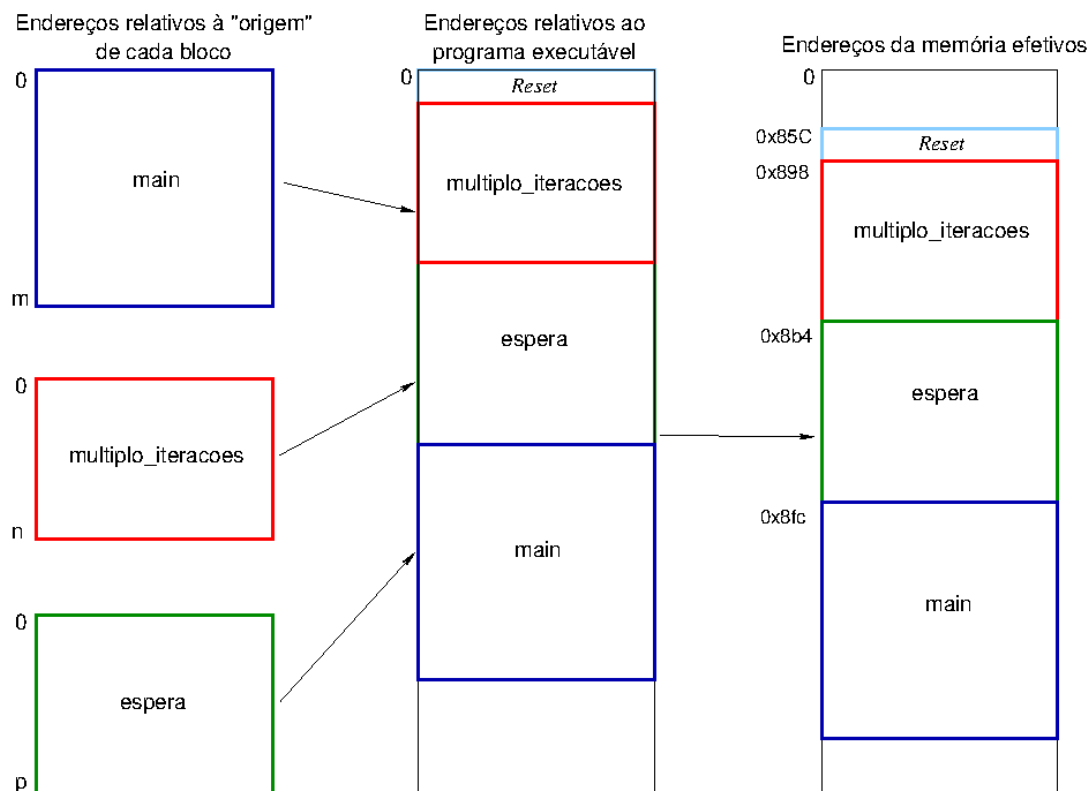 Endereços relativos à "origem"
de cada bloco
0
main
m
0
multiplo_iteracoes
n
0
espera
p
Endereços relativos ao
programa executável
0
Reset
multiplo_iteracoes
espera
main
Endereços da memória efetivos
0
0x85C
Reset
0x898
multiplo_iteracoes
0x8b4
espera
0x8fc
main